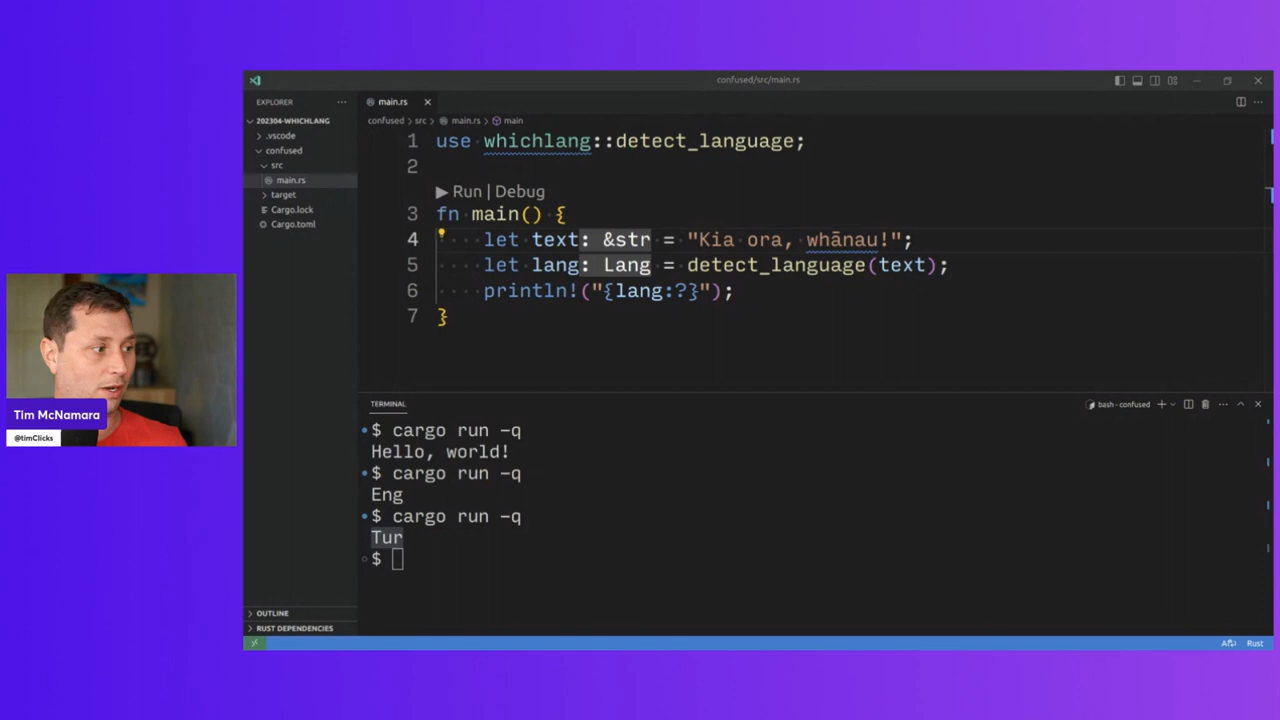 confused/src/main.rs
EXPLORER
main.rs
202304-WHICHLANG
confused > src > main.rs > main
.vscode
confused
src
main.rs
target
Cargo.lock
Cargo.toml
1 use whichlang::detect_language;
2
Run | Debug
3 fn main() {
4 let text: &str = "Kia ora, whānau!";
5 let lang: Lang = detect_language(text);
6 println!("{lang:?}");
7 }
Tim McNamara
@timClicks
TERMINAL
bash - confused
$ cargo run -q
Hello, world!
$ cargo run -q
Eng
$ cargo run -q
Tur
$
OUTLINE
RUST DEPENDENCIES
Rust